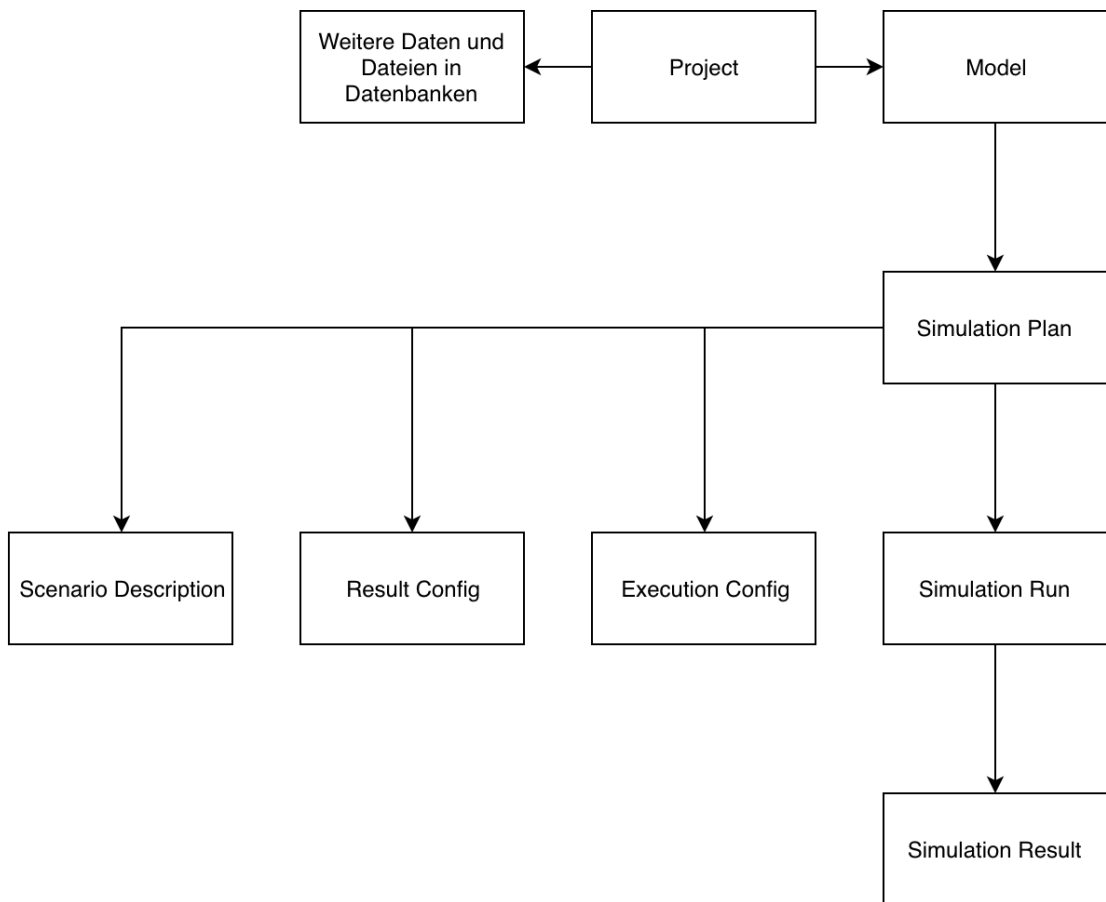 Weitere Daten und
Dateien in
Datenbanken
Project
Model
Simulation Plan
Scenario Description
Result Config
Execution Config
Simulation Run
Simulation Result